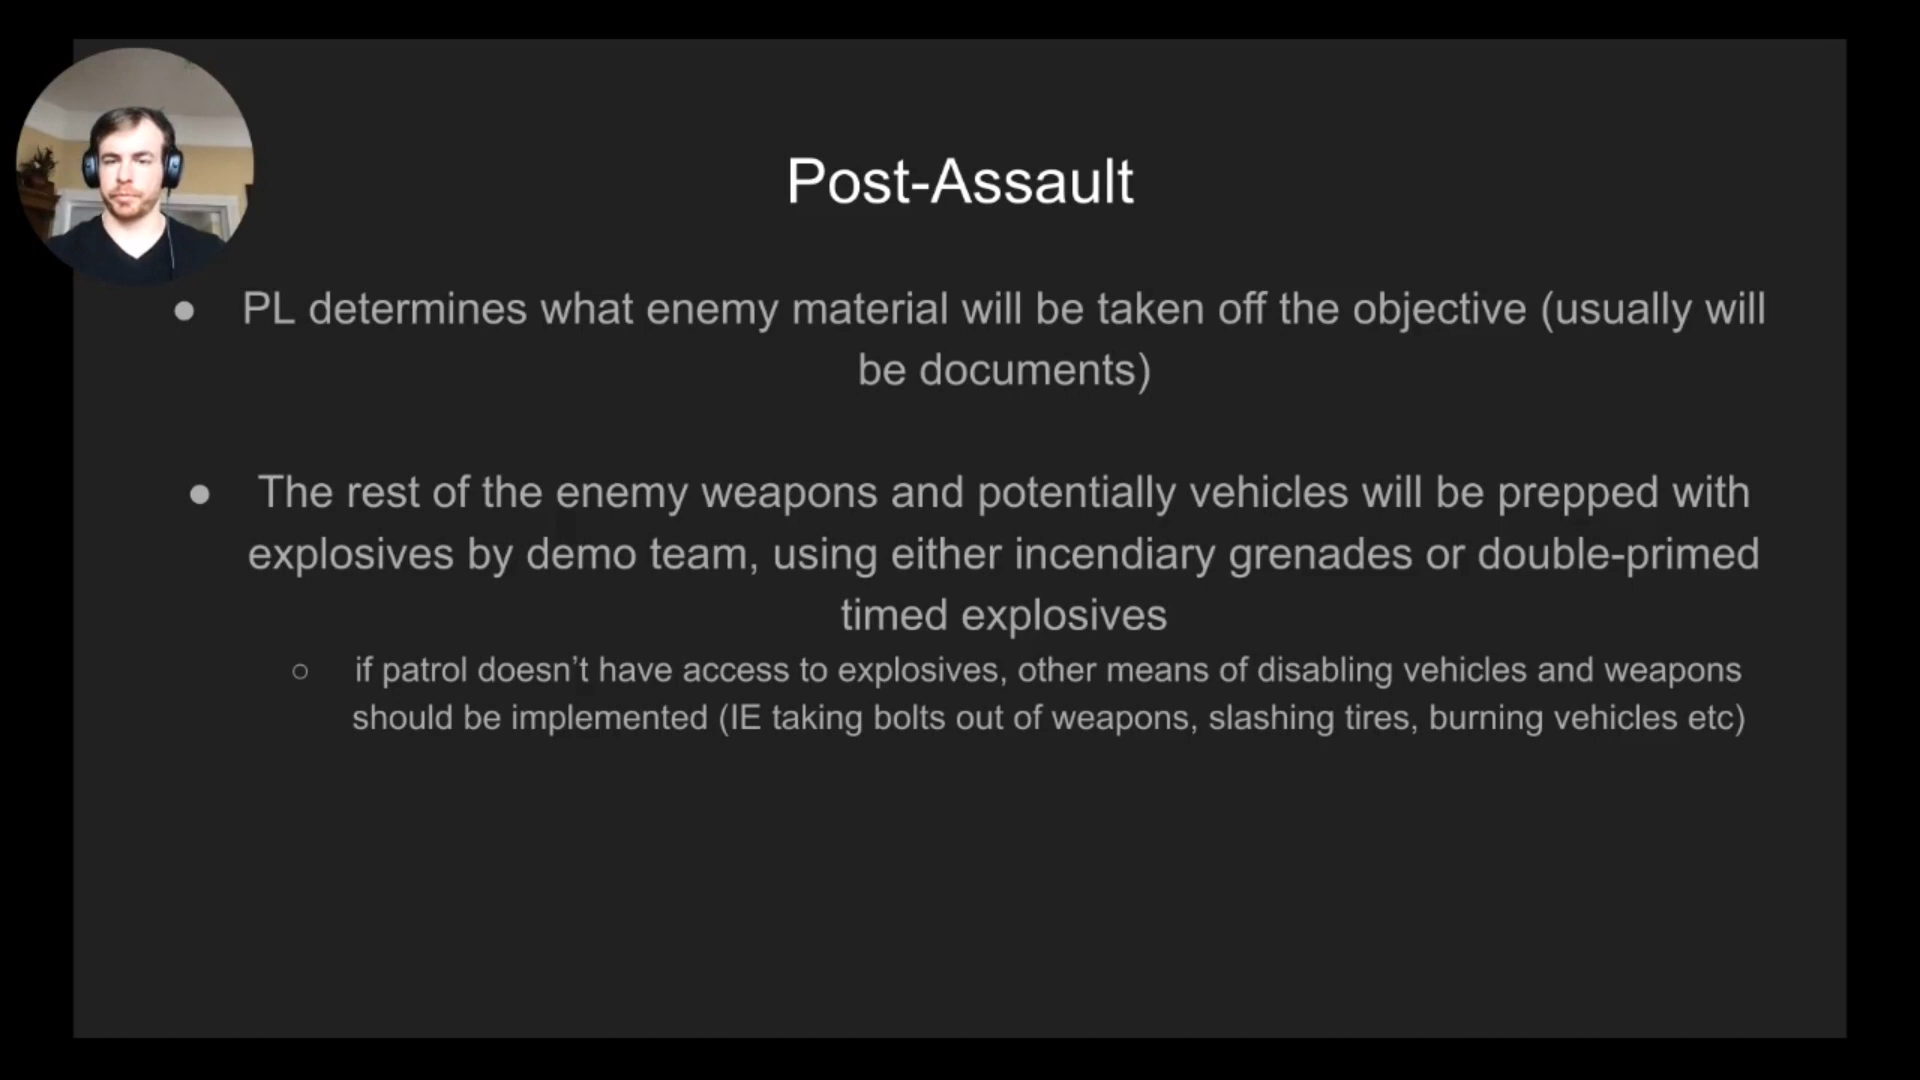 Post-Assault
● PL determines what enemy material will be taken off the objective (usually will
be documents)
● The rest of the enemy weapons and potentially vehicles will be prepped with
explosives by demo team, using either incendiary grenades or double-primed
timed explosives
○ if patrol doesn’t have access to explosives, other means of disabling vehicles and weapons
should be implemented (IE taking bolts out of weapons, slashing tires, burning vehicles etc)